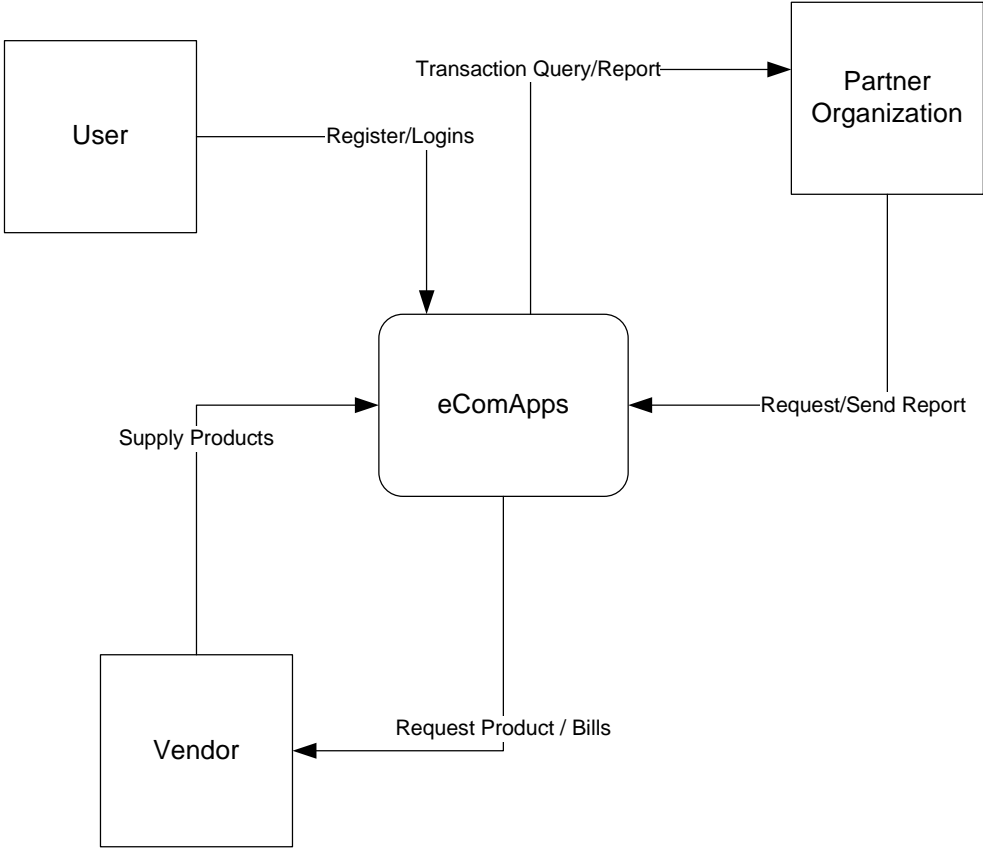 Transaction Query/Report
Partner
Organization
User
Register/Logins
eComApps
Request/Send Report
Supply Products
Request Product / Bills
Vendor